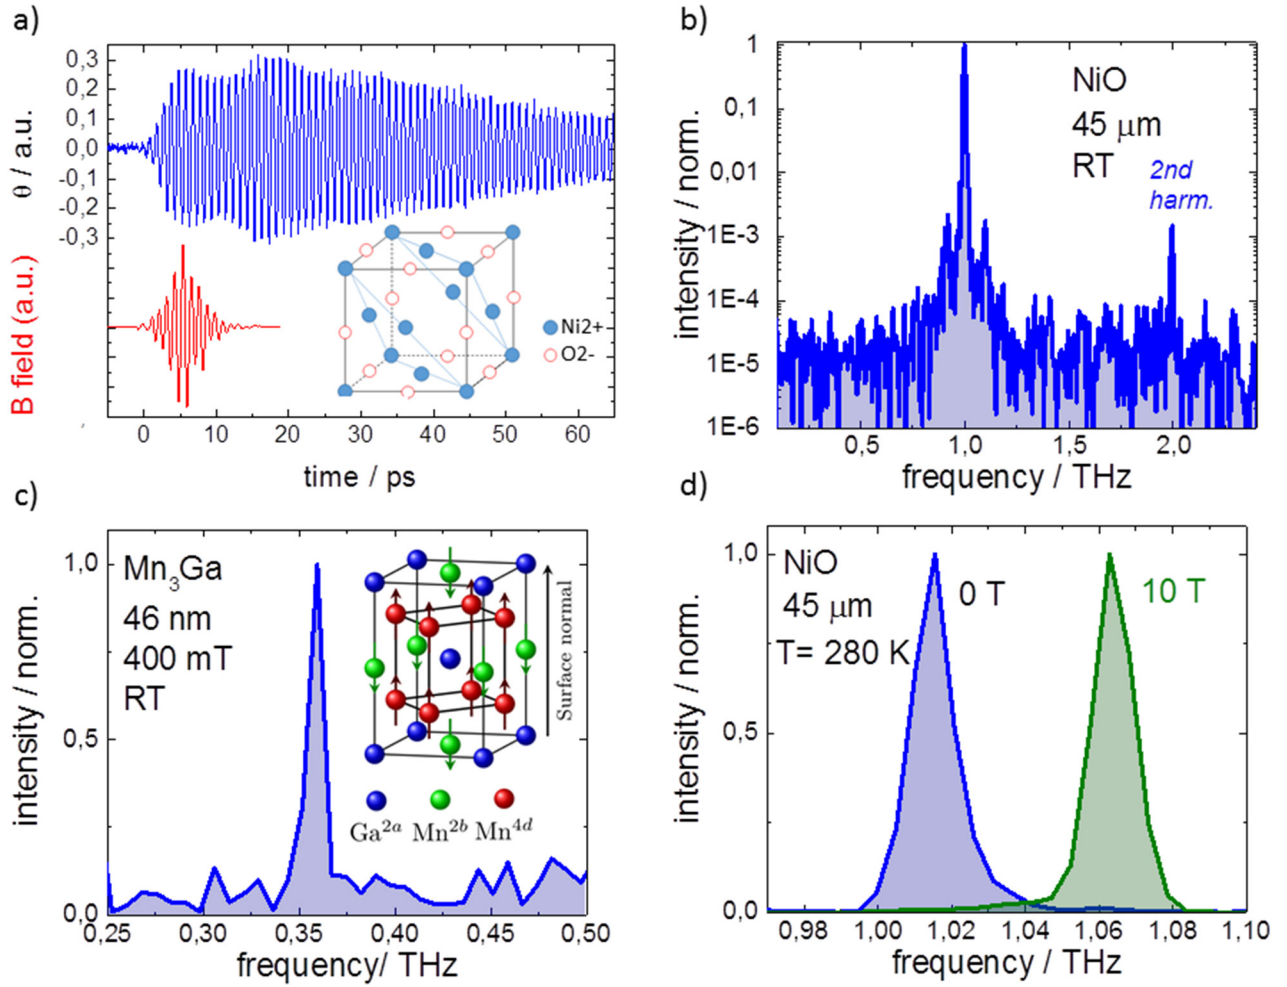 a)
0,3
0,2
0,1
0,0
-0,1
-0,2
-0,3
θ / a.u.
B field (a.u.)
Ni2+
O2-
0 10 20 30 40 50 60
time / ps
b)
1
0,1
0,01
1E-3
1E-4
1E-5
1E-6
intensity / norm.
NiO
45 µm
RT
2nd
harm.
0,5 1,0 1,5 2,0
frequency / THz
c)
1,0
0,5
0,0
intensity / norm.
Mn3Ga
46 nm
400 mT
RT
Surface normal
Ga2a Mn2b Mn4d
0,25 0,30 0,35 0,40 0,45 0,50
frequency/ THz
d)
1,0
0,5
0,0
intensity / norm.
NiO
45 µm
T= 280 K
0 T
10 T
0,98 1,00 1,02 1,04 1,06 1,08 1,10
frequency / THz